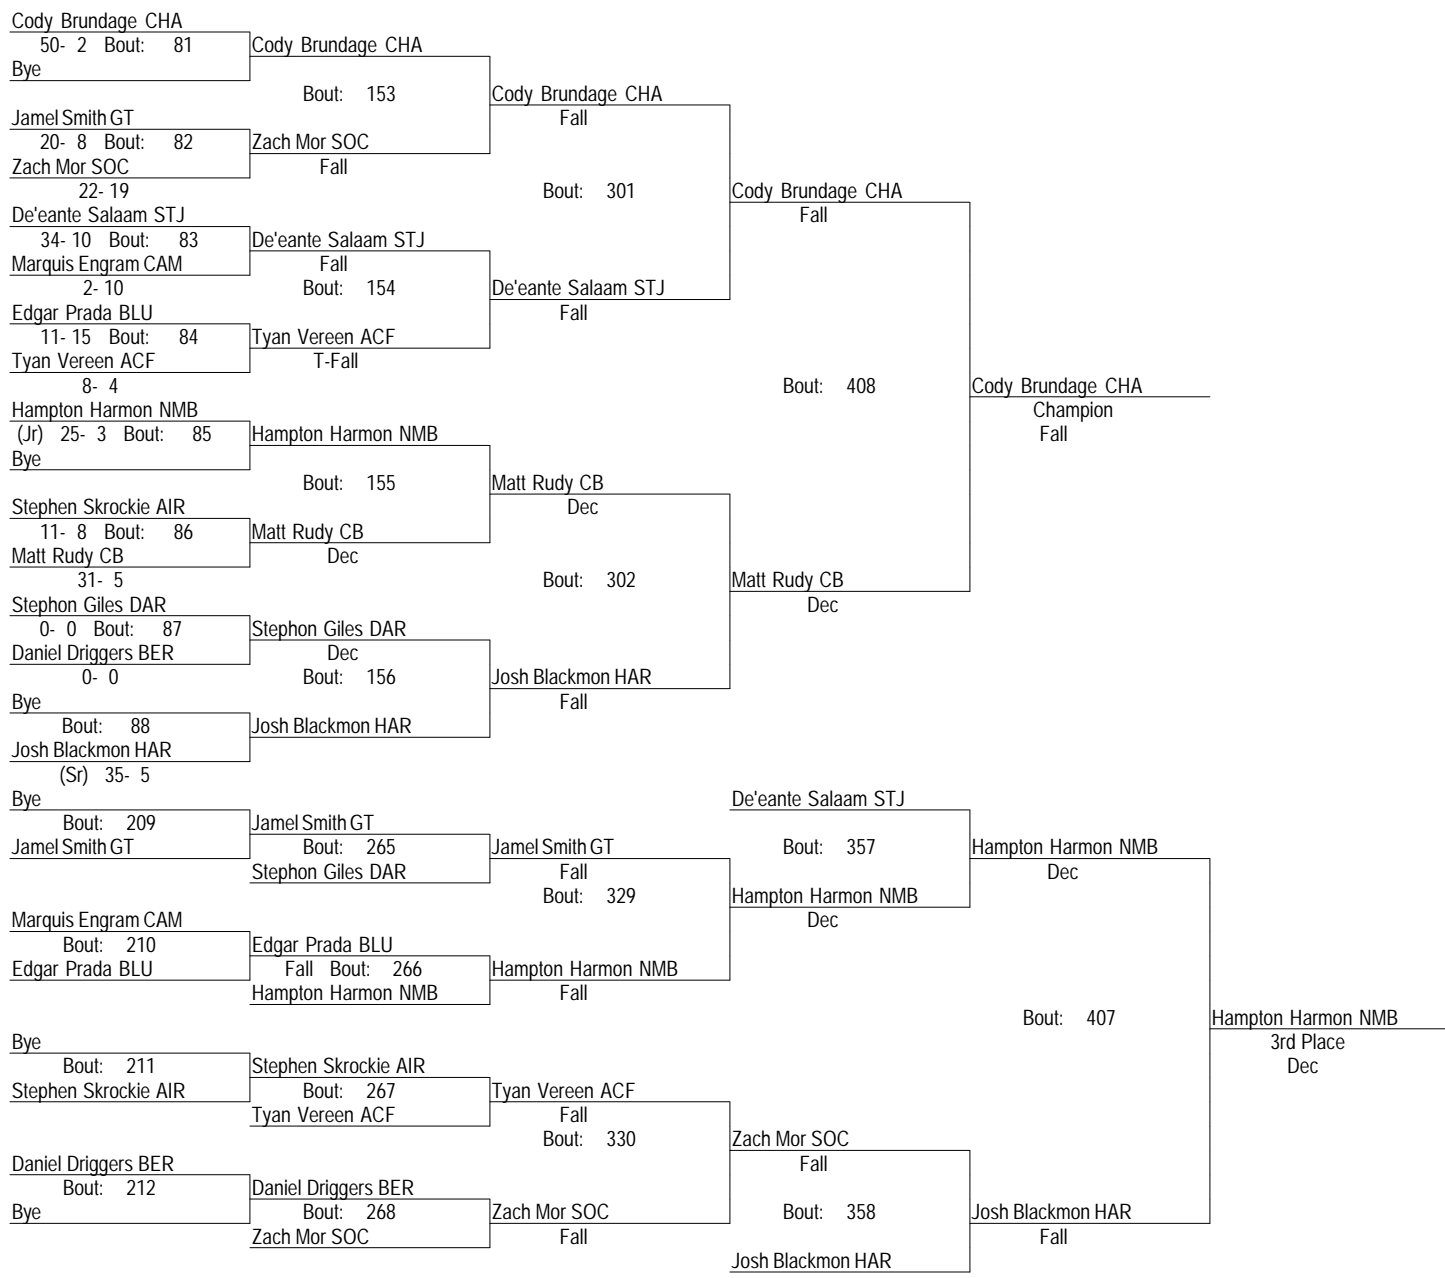 Cody Brundage CHA
50- 2 Bout: 81
Bye
Cody Brundage CHA
Bout: 153
Jamel Smith GT
20- 8 Bout: 82
Zach Mor SOC
22- 19
Zach Mor SOC
Fall
Cody Brundage CHA
Fall
Bout: 301
De'eante Salaam STJ
34- 10 Bout: 83
Marquis Engram CAM
2- 10
De'eante Salaam STJ
Fall
Bout: 154
Edgar Prada BLU
11- 15 Bout: 84
Tyan Vereen ACF
8- 4
Tyan Vereen ACF
T-Fall
De'eante Salaam STJ
Fall
Cody Brundage CHA
Fall
Bout: 408
Hampton Harmon NMB
(Jr) 25- 3 Bout: 85
Bye
Hampton Harmon NMB
Bout: 155
Stephen Skrockie AIR
11- 8 Bout: 86
Matt Rudy CB
31- 5
Matt Rudy CB
Dec
Matt Rudy CB
Dec
Bout: 302
Stephon Giles DAR
0- 0 Bout: 87
Daniel Driggers BER
0- 0
Stephon Giles DAR
Dec
Bout: 156
Bye
Bout: 88
Josh Blackmon HAR
(Sr) 35- 5
Josh Blackmon HAR
Josh Blackmon HAR
Fall
Matt Rudy CB
Dec
Cody Brundage CHA
Champion
Fall
Bye
Bout: 209
Jamel Smith GT
Jamel Smith GT
Bout: 265
Stephon Giles DAR
Jamel Smith GT
Fall
Bout: 329
Marquis Engram CAM
Bout: 210
Edgar Prada BLU
Edgar Prada BLU
Fall Bout: 266
Hampton Harmon NMB
Hampton Harmon NMB
Fall
De'eante Salaam STJ
Bout: 357
Hampton Harmon NMB
Dec
Hampton Harmon NMB
Dec
Bout: 407
Bye
Bout: 211
Stephen Skrockie AIR
Stephen Skrockie AIR
Bout: 267
Tyan Vereen ACF
Tyan Vereen ACF
Fall
Bout: 330
Daniel Driggers BER
Bout: 212
Bye
Daniel Driggers BER
Bout: 268
Zach Mor SOC
Zach Mor SOC
Fall
Zach Mor SOC
Fall
Bout: 358
Josh Blackmon HAR
Josh Blackmon HAR
Fall
Hampton Harmon NMB
3rd Place
Dec